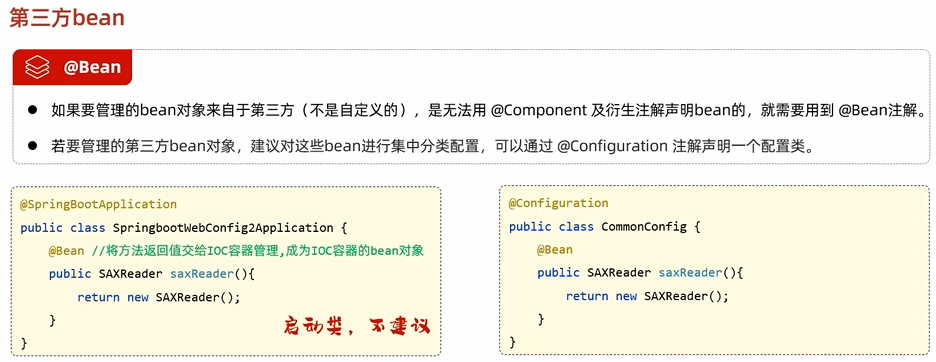 第三方bean
@Bean
● 如果要管理的bean对象来自于第三方（不是自定义的），是无法用 @Component 及衍生注解声明bean的，就需要用到 @Bean注解。
● 若要管理的第三方bean对象，建议对这些bean进行集中分类配置，可以通过 @Configuration 注解声明一个配置类。
@SpringBootApplication
public class SpringbootWebConfig2Application {
    @Bean //将方法返回值交给IOC容器管理,成为IOC容器的bean对象
    public SAXReader saxReader(){
        return new SAXReader();
    }
}
启动类，不建议
@Configuration
public class CommonConfig {
    @Bean
    public SAXReader saxReader(){
        return new SAXReader();
    }
}